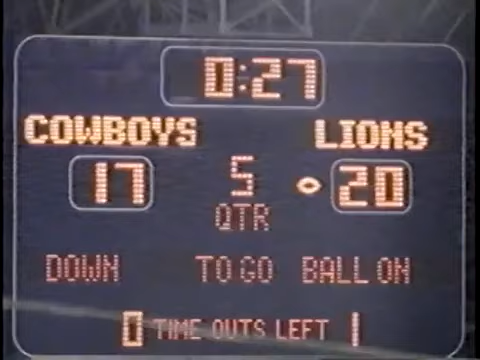 0:27
COWBOYS LIONS
17 5 20
QTR
DOWN TO GO BALL ON
0 TIME OUTS LEFT 1